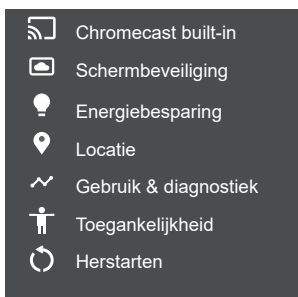 Chromecast built-in
Schermbeveiliging
Energiebesparing
Locatie
Gebruik & diagnostiek
Toegankelijkheid
Herstarten